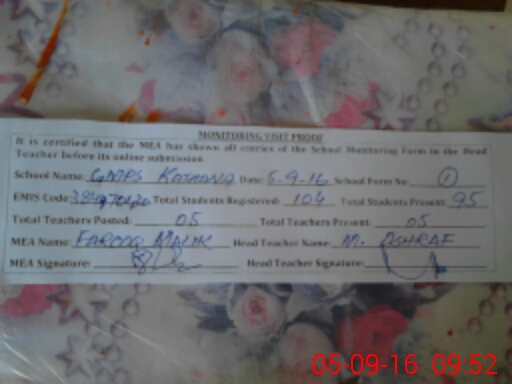 MONITORING VISIT PROOF
It is certified that the MEA has shown all entries of the School Monitoring Form to the Head
Teacher before its online submission.
School Name: GMPS Date: 5-9-16 School Form No: 1
EMIS Code: Total Students Registered: 104 Total Students Present: 95
Total Teachers Posted: 05 Total Teachers Present: 05
MEA Name: FAROOQ MALIK Head Teacher Name: M. ASHRAF
MEA Signature: Head Teacher Signature:
05-09-16 09:52